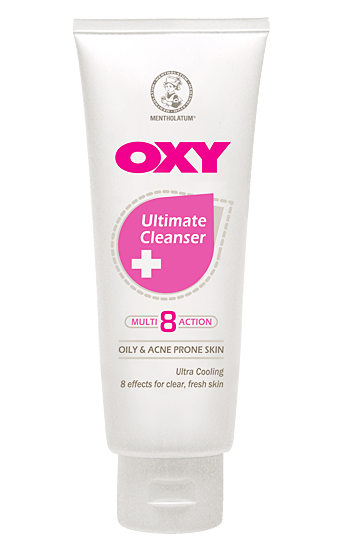 MENTHOLATUM®
OXY
Ultimate
Cleanser
MULTI 8 ACTION
OILY & ACNE PRONE SKIN
Ultra Cooling
8 effects for clear, fresh skin